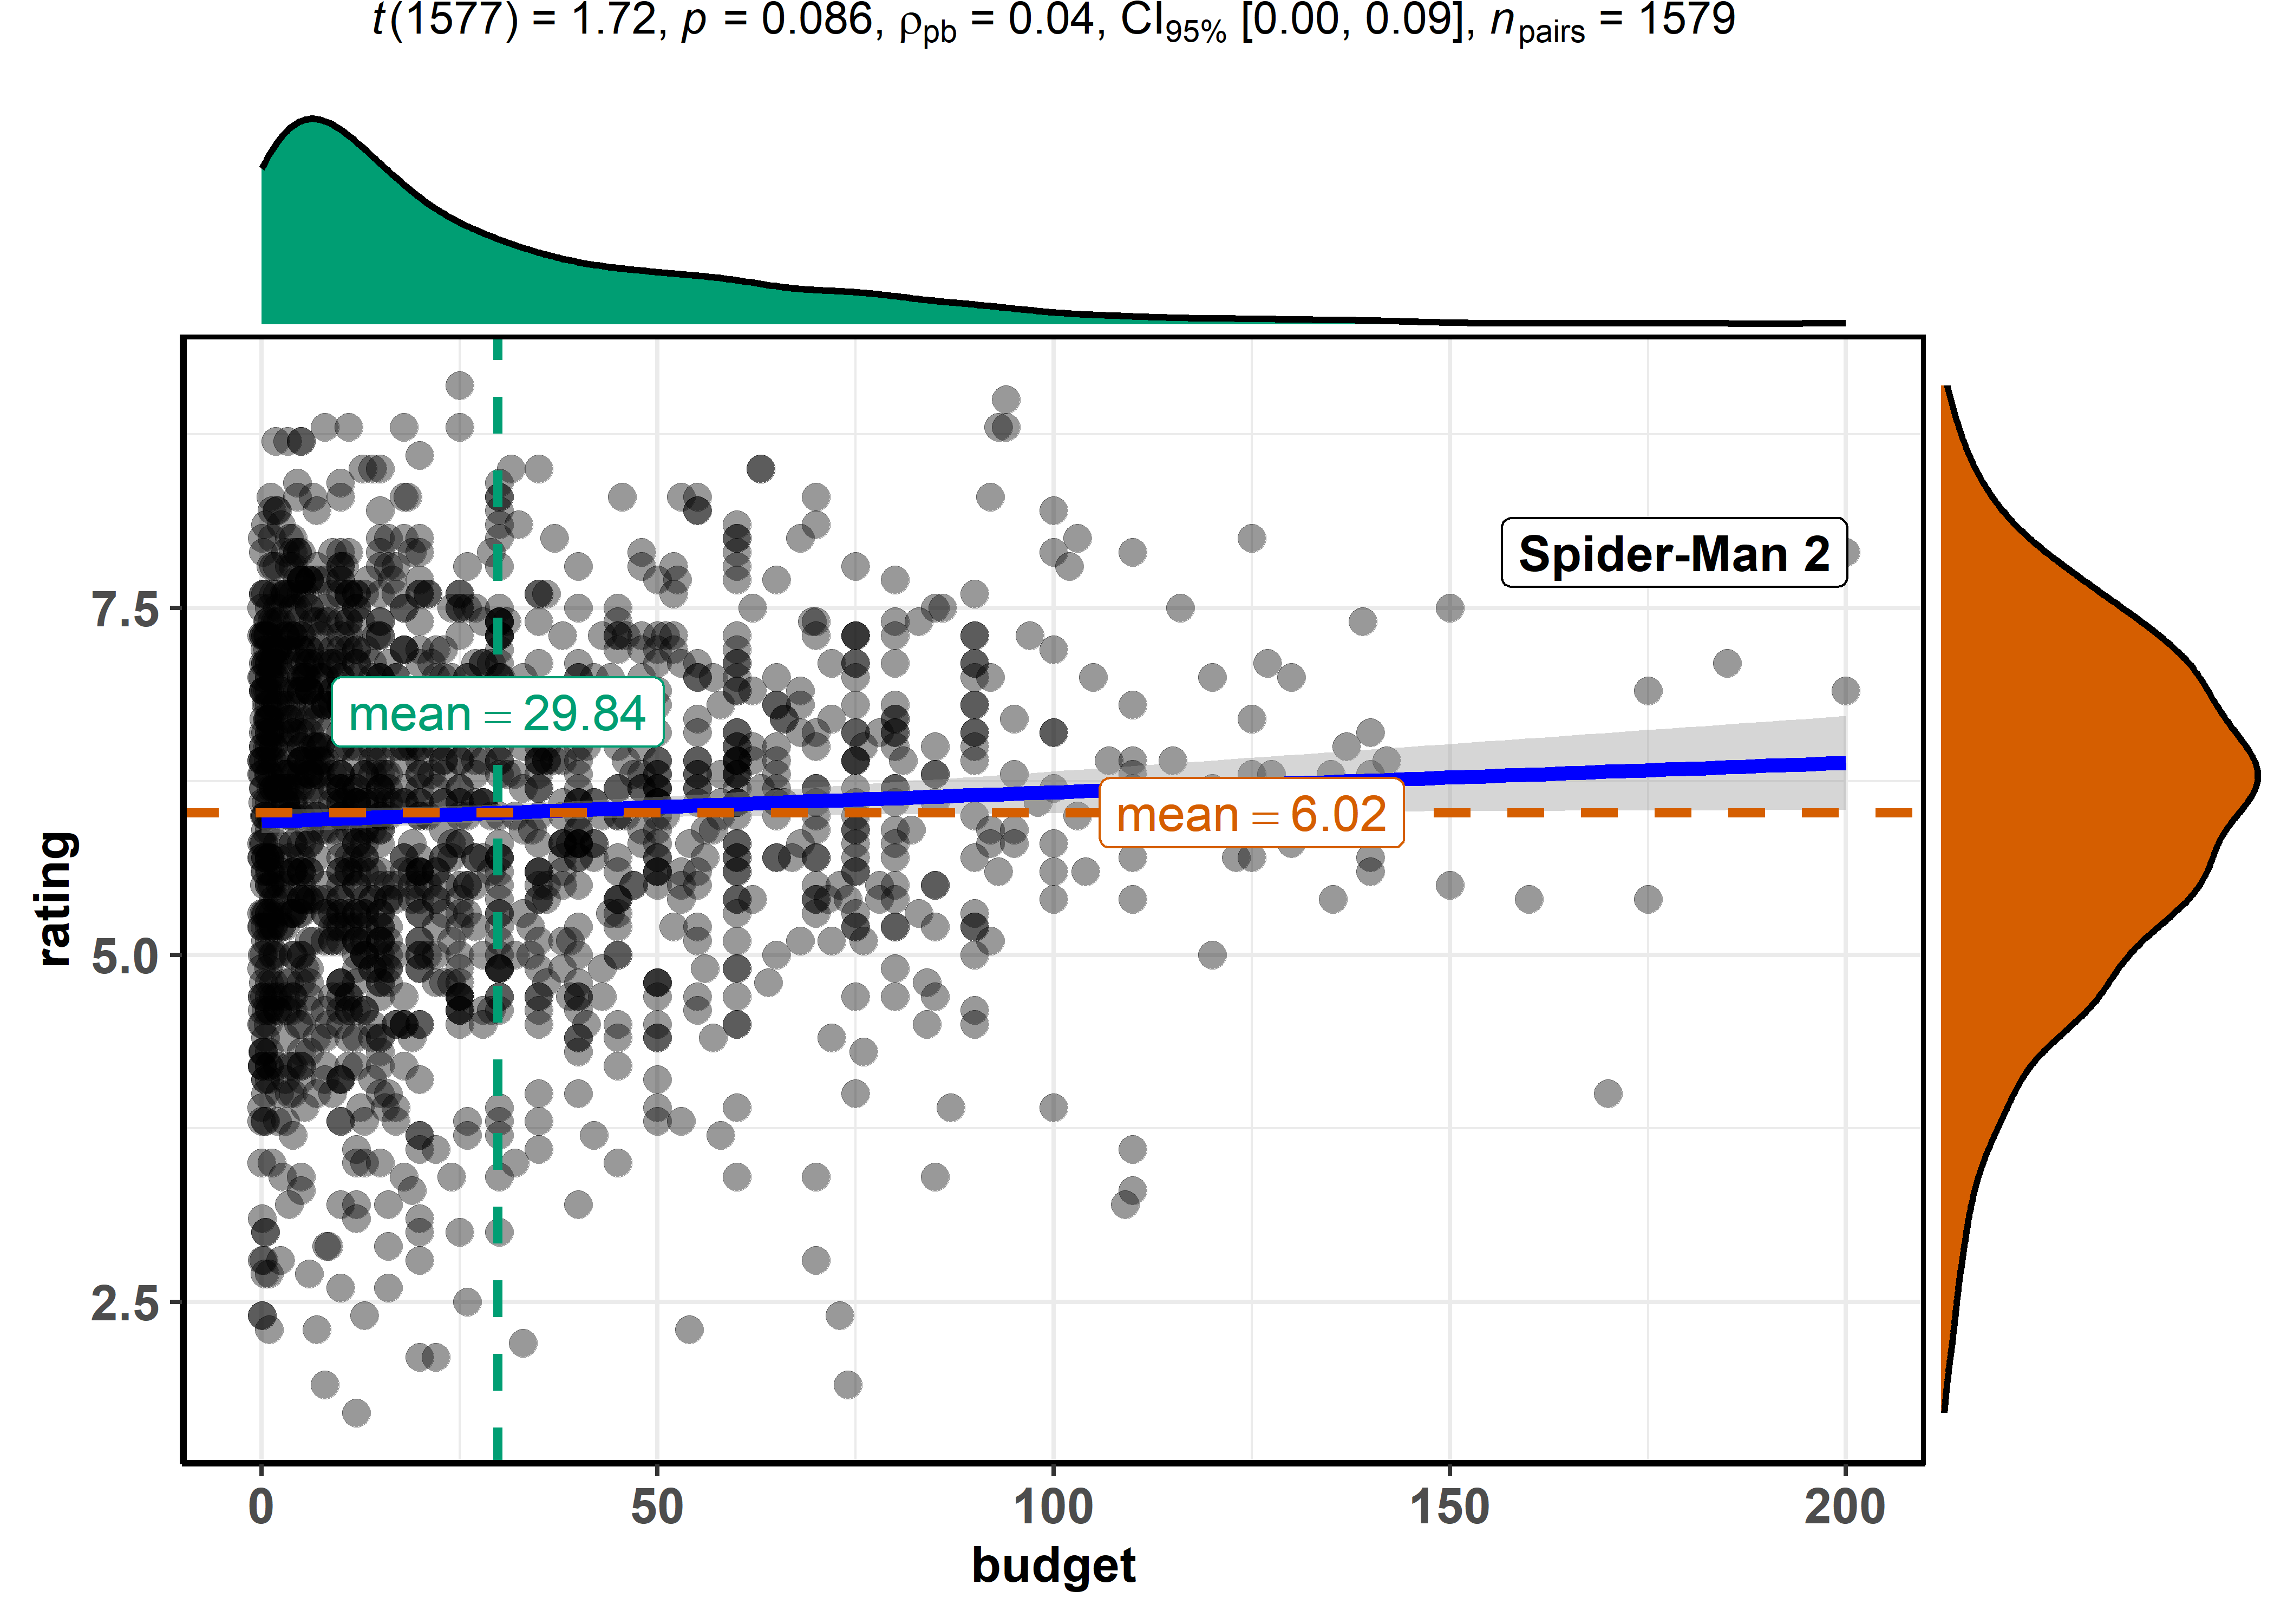 t(1577) = 1.72, p = 0.086, ρpb = 0.04, CI95% [0.00, 0.09], npairs = 1579
Spider-Man 2
7.5
mean = 29.84
mean = 6.02
rating
5.0
2.5
0 50 100 150 200
budget